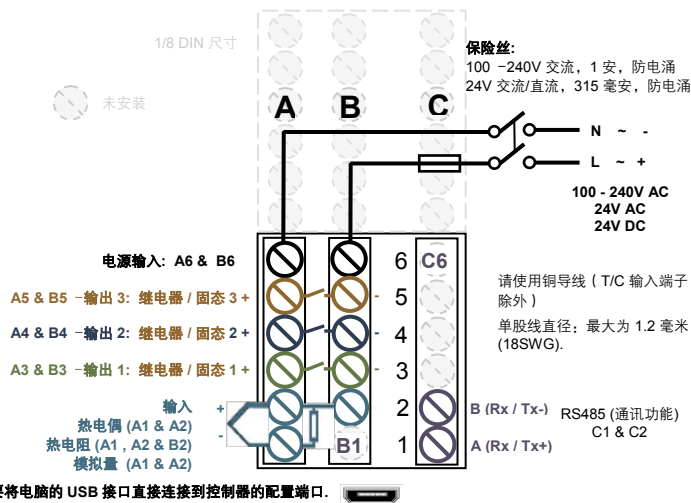 1/8 DIN 尺寸
未安装
A B C
保险丝:
100 -240V 交流，1 安，防电涌
24V 交流/直流，315 毫安，防电涌
N ~ -
L ~ +
100 - 240V AC
24V AC
24V DC
电源输入: A6 & B6
6 C6
A5 & B5 -输出 3: 继电器 / 固态 3 +
- 5
A4 & B4 -输出 2: 继电器 / 固态 2 +
- 4
A3 & B3 -输出 1: 继电器 / 固态 1 +
- 3
请使用铜导线（T/C 输入端子
除外）
单股线直径：最大为 1.2 毫米
(18SWG).
输入 +
热电偶 (A1 & A2)
热电阻 (A1 , A2 & B2)
模拟量 (A1 & A2)
-
2 B (Rx / Tx-)
B1 1 A (Rx / Tx+)
RS485 (通讯功能)
C1 & C2
将电脑的 USB 接口直接连接到控制器的配置端口.